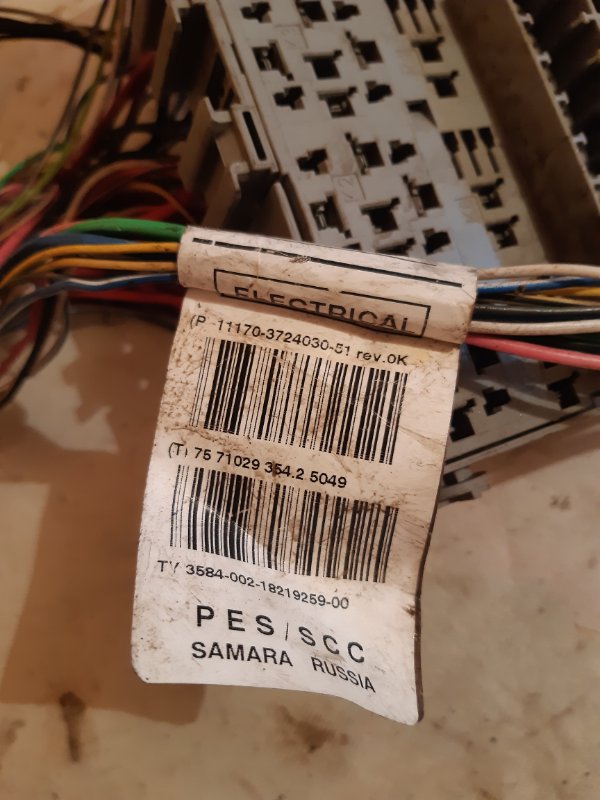 ELECTRICAL
(P 11170-3724030-51 rev.0K
(T) 75 71029 354.2 5049
TV 3584-002-18219259-00
PES/SCC
SAMARA RUSSIA